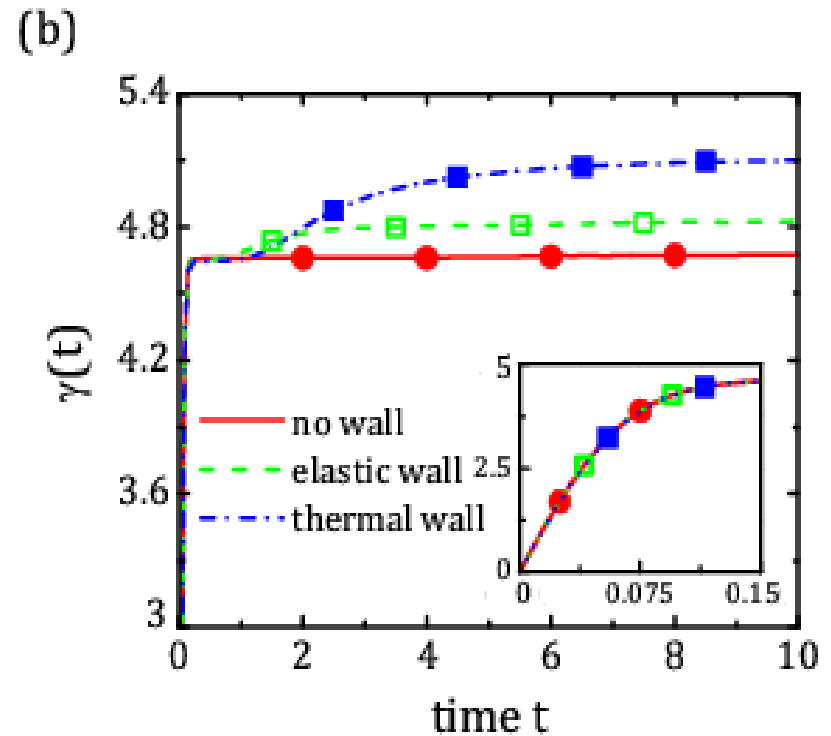 (b)
5.4
4.8
4.2
3.6
3
γ(t)
no wall
elastic wall
thermal wall
5
2.5
0
0 0.075 0.15
0 2 4 6 8 10
time t